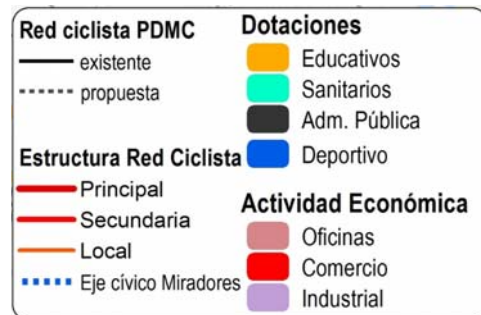 Red ciclista PDMC
existente
propuesta
Estructura Red Ciclista
Principal
Secundaria
Local
Eje cívico Miradores
Dotaciones
Educativos
Sanitarios
Adm. Pública
Deportivo
Actividad Económica
Oficinas
Comercio
Industrial